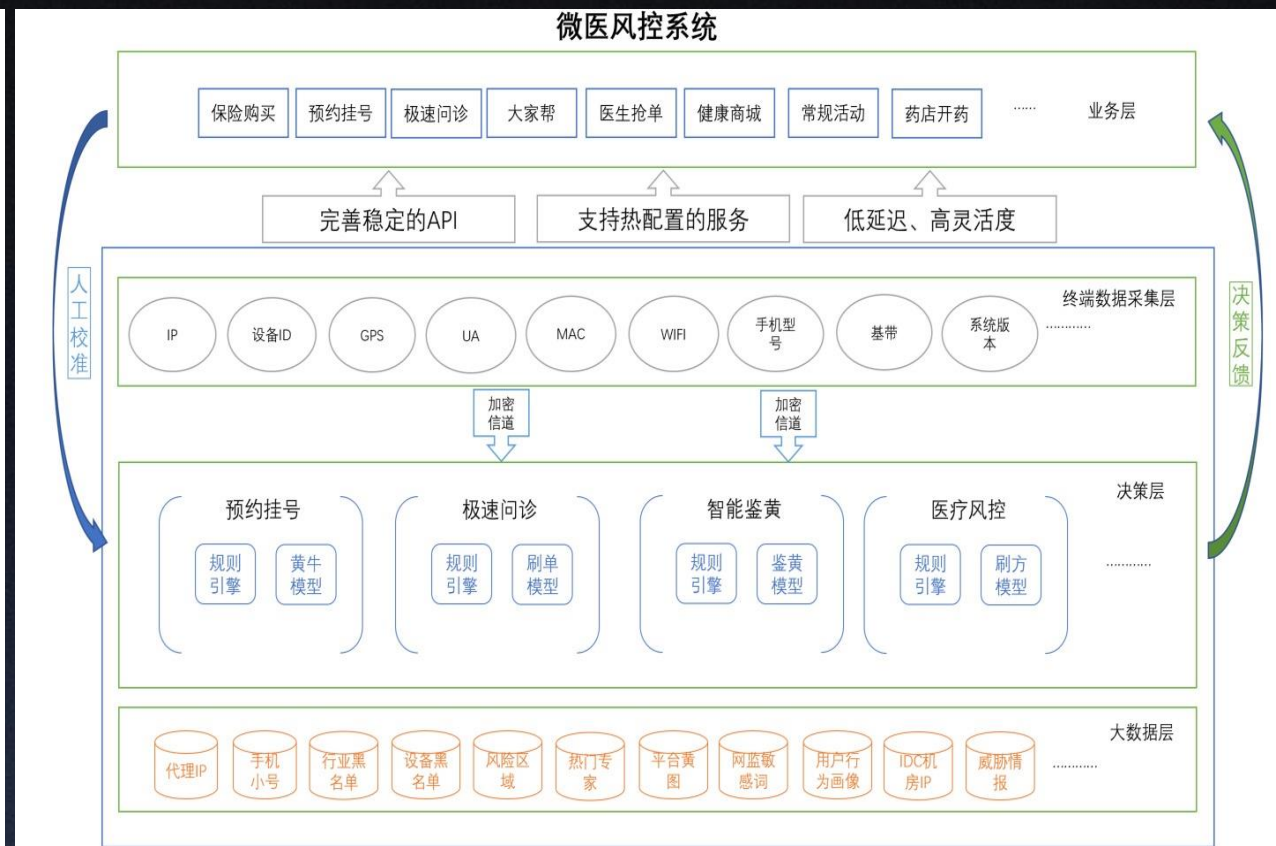 微医风控系统
保险购买
预约挂号
极速问诊
大家帮
医生抢单
健康商城
常规活动
药店开药
......
业务层
完善稳定的API
支持热配置的服务
低延迟、高灵活度
人工校准
决策反馈
终端数据采集层
IP
设备ID
GPS
UA
MAC
WIFI
手机型
号
基带
系统版
本
............
加密
信道
加密
信道
决策层
预约挂号
规则
引擎
黄牛
模型
极速问诊
规则
引擎
刷单
模型
智能鉴黄
规则
引擎
鉴黄
模型
医疗风控
规则
引擎
刷方
模型
............
大数据层
代理IP
手机
小号
行业黑
名单
设备黑
名单
风险区
域
热门专
家
平台黄
图
网监敏
感词
用户行
为画像
IDC机
房IP
威胁情
报
............